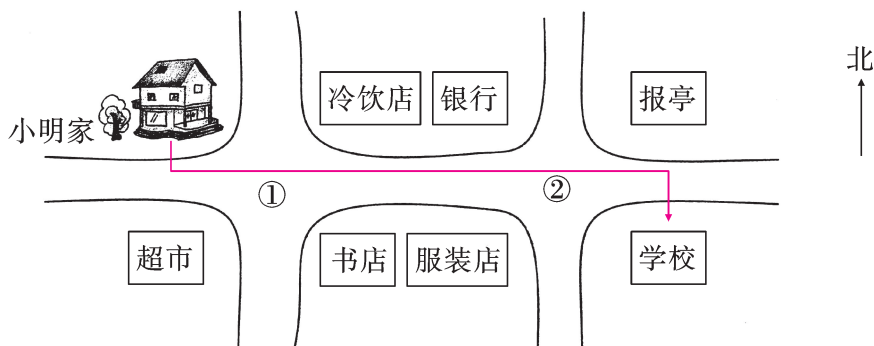 北
冷饮店 银行 报亭
小明家
① ②
超市 书店 服装店 学校